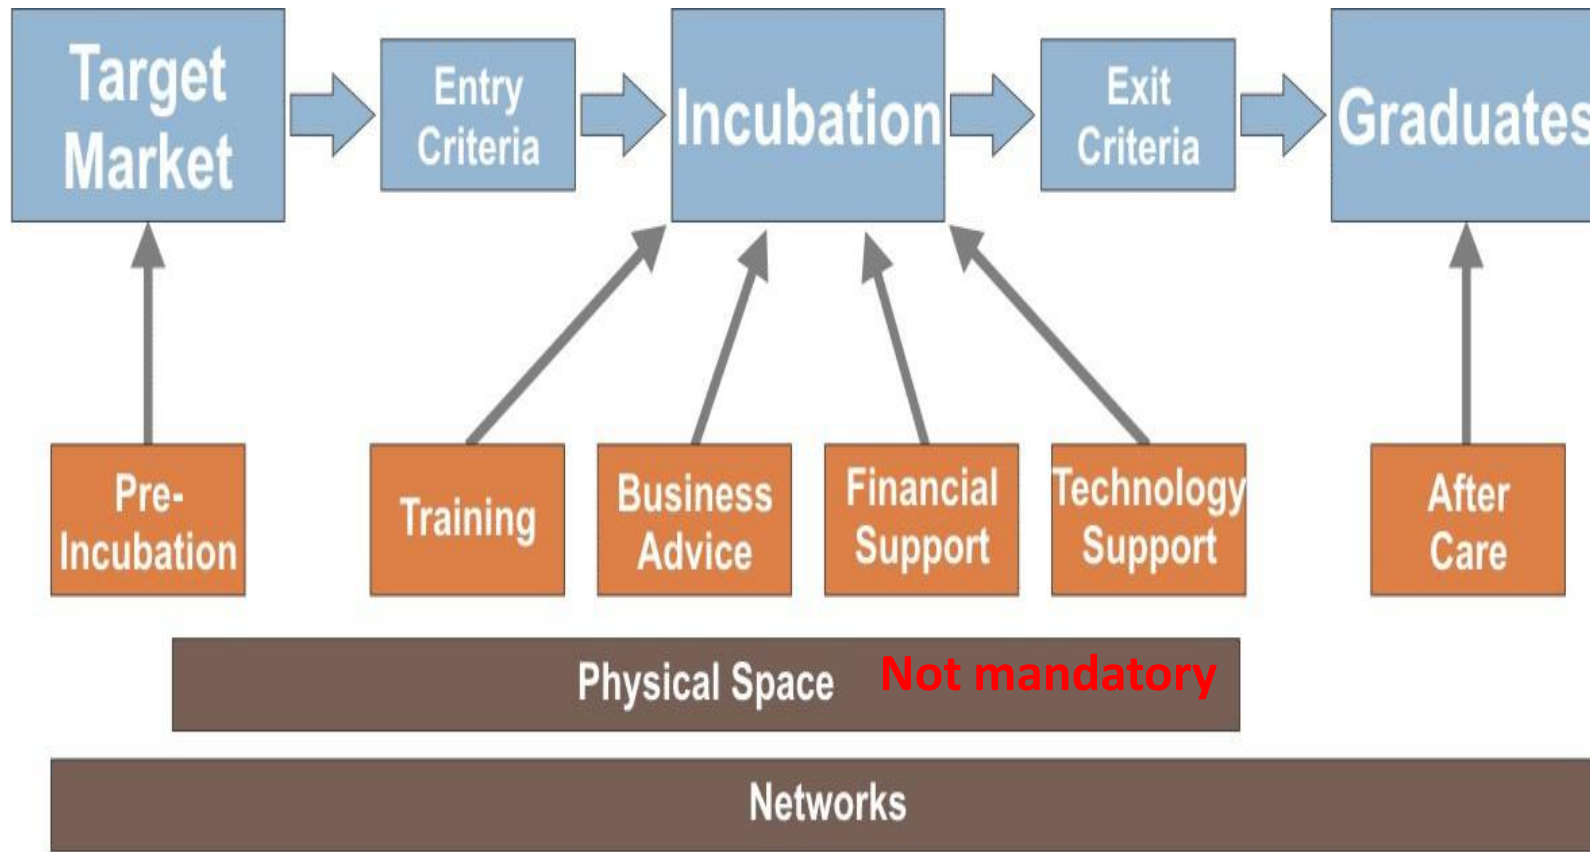 Target
Market
Entry
Criteria
Incubation
Exit
Criteria
Graduates
Pre-
Incubation
Training
Business
Advice
Financial
Support
Technology
Support
After
Care
Physical Space Not mandatory
Networks